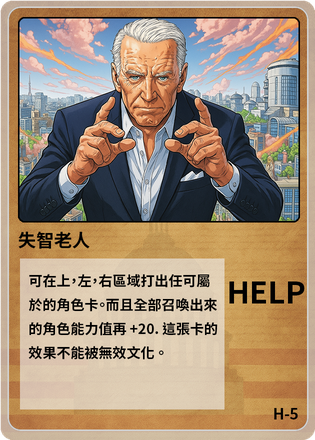 失智老人
可在上,左,右區域打出任可屬
於的角色卡。而且全部召喚出來
的角色能力值再 +20. 這張卡的
效果不能被無效文化。
HELP
H-5